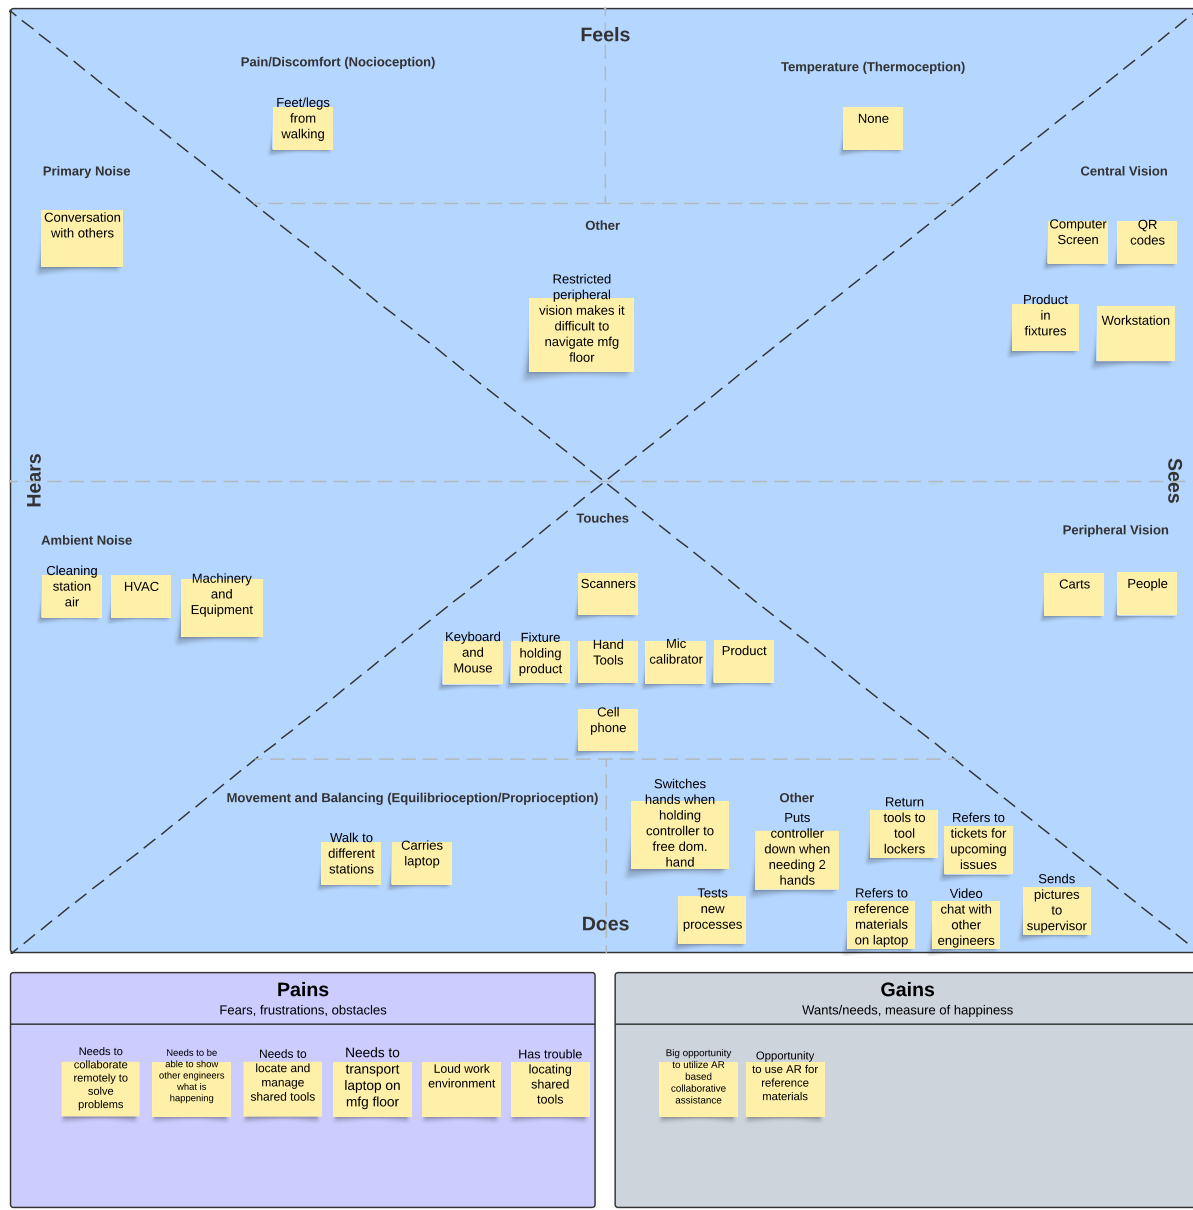 Feels
Pain/Discomfort (Nocioception)
Temperature (Thermoception)
Feet/legs
from
walking
None
Primary Noise
Central Vision
Conversation
with others
Other
Computer
Screen
QR
codes
Restricted
peripheral
vision makes it
difficult to
navigate mfg
floor
Product
in
fixtures
Workstation
Hears
Sees
Touches
Ambient Noise
Peripheral Vision
Cleaning
station
air
HVAC
Machinery
and
Equipment
Scanners
Carts
People
Keyboard
and
Mouse
Fixture
holding
product
Hand
Tools
Mic
calibrator
Product
Cell
phone
Movement and Balancing (Equilibrioception/Proprioception)
Walk to
different
stations
Carries
laptop
Switches
hands when
holding
controller to
free dom.
hand
Other
Puts
controller
down when
needing 2
hands
Return
tools to
tool
lockers
Refers to
tickets for
upcoming
issues
Tests
new
processes
Refers to
reference
materials
on laptop
Video
chat with
other
engineers
Sends
pictures
to
supervisor
Does
Pains
Fears, frustrations, obstacles
Needs to
collaborate
remotely to
solve
problems
Needs to be
able to show
other engineers
what is
happening
Needs to
locate and
manage
shared tools
Needs to
transport
laptop on
mfg floor
Loud work
environment
Has trouble
locating
shared
tools
Gains
Wants/needs, measure of happiness
Big opportunity
to utilize AR
based
collaborative
assistance
Opportunity
to use AR for
reference
materials